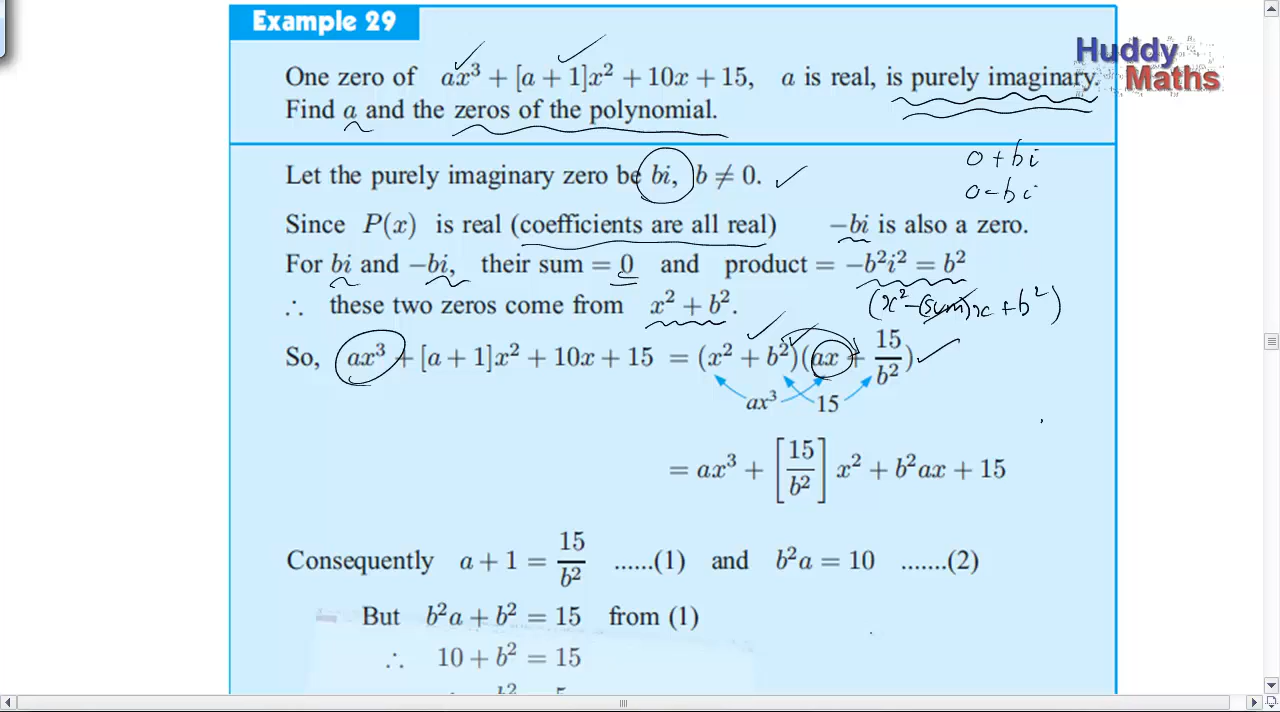 Example 29
Huddy
Maths
One zero of ax³ + [a + 1]x² + 10x + 15, a is real, is purely imaginary.
Find a and the zeros of the polynomial.
0 + bi
0 - bi
Let the purely imaginary zero be bi, b ≠ 0.
Since P(x) is real (coefficients are all real) −bi is also a zero.
For bi and −bi, their sum = 0 and product = −b²i² = b²
∴ these two zeros come from x² + b².
(x² - (sum)x + b²)
So, ax³ + [a + 1]x² + 10x + 15 = (x² + b²)(ax + 15/b²)
ax³ 15
= ax³ + [15/b²] x² + b²ax + 15
Consequently a + 1 = 15/b² ......(1) and b²a = 10 .......(2)
But b²a + b² = 15 from (1)
∴ 10 + b² = 15